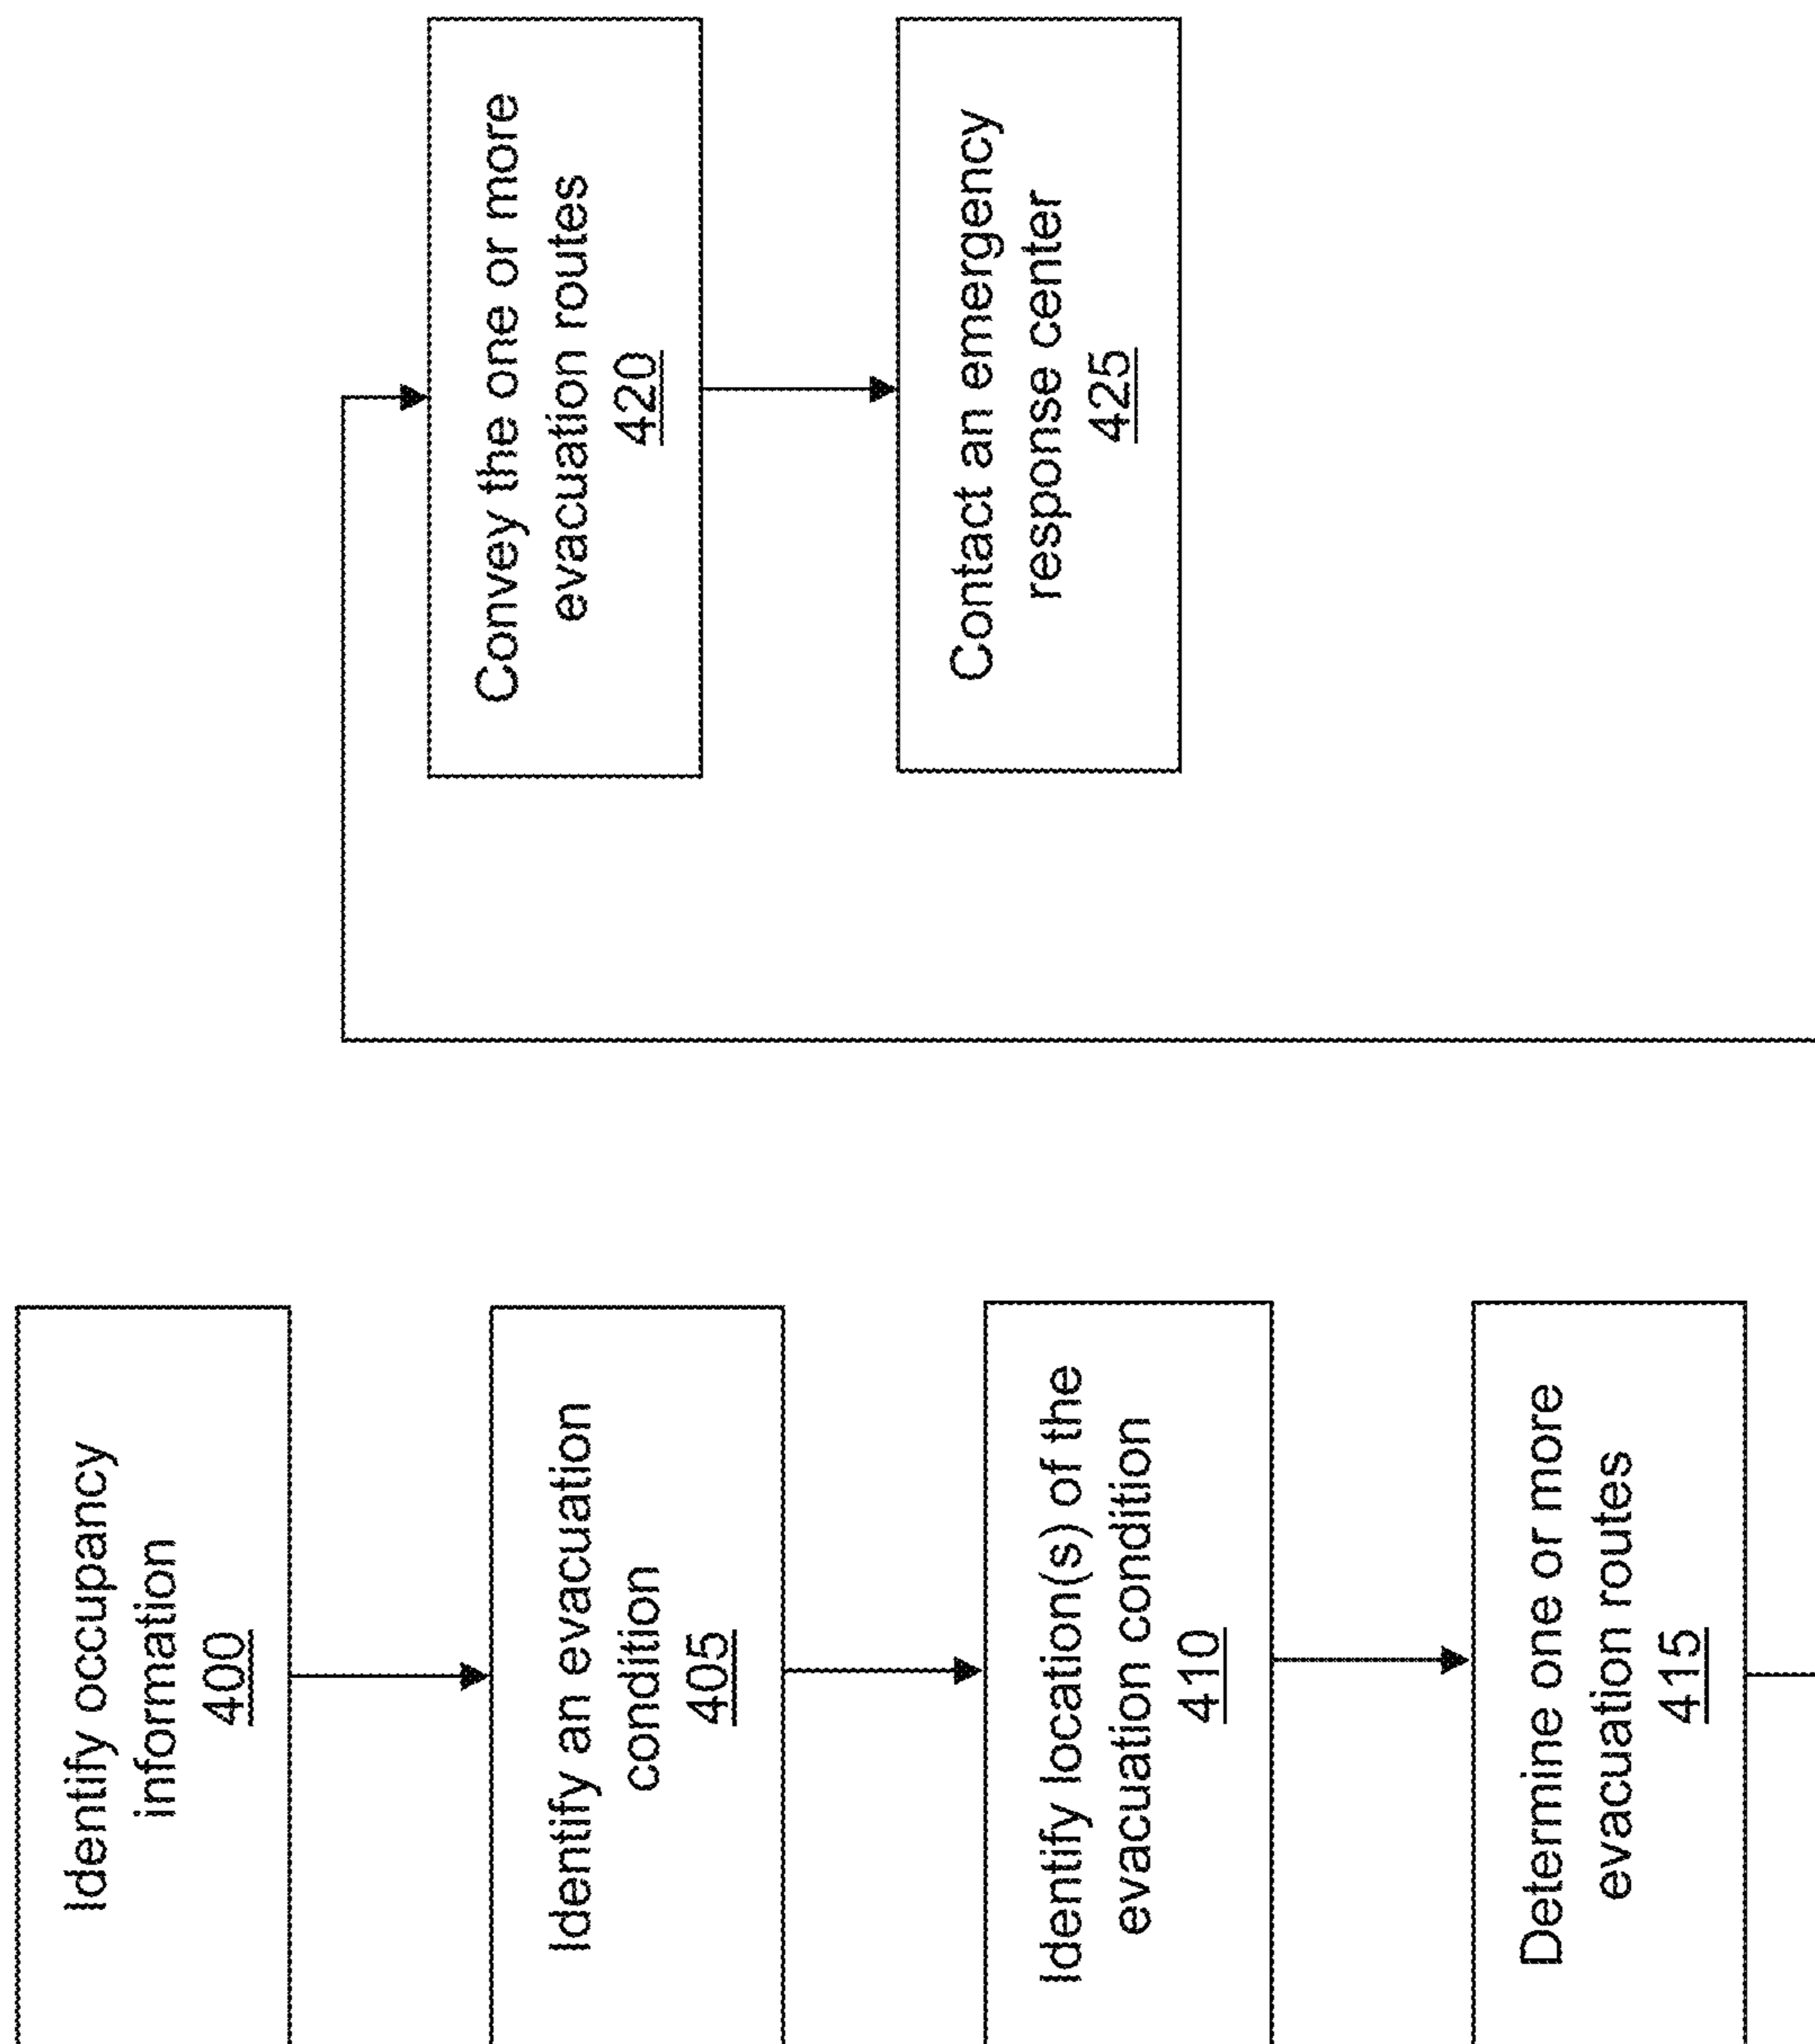 Identify occupancy
information
400
Identify an evacuation
condition
405
Identify location(s) of the
evacuation condition
410
Determine one or more
evacuation routes
415
Convey the one or more
evacuation routes
420
Contact an emergency
response center
425